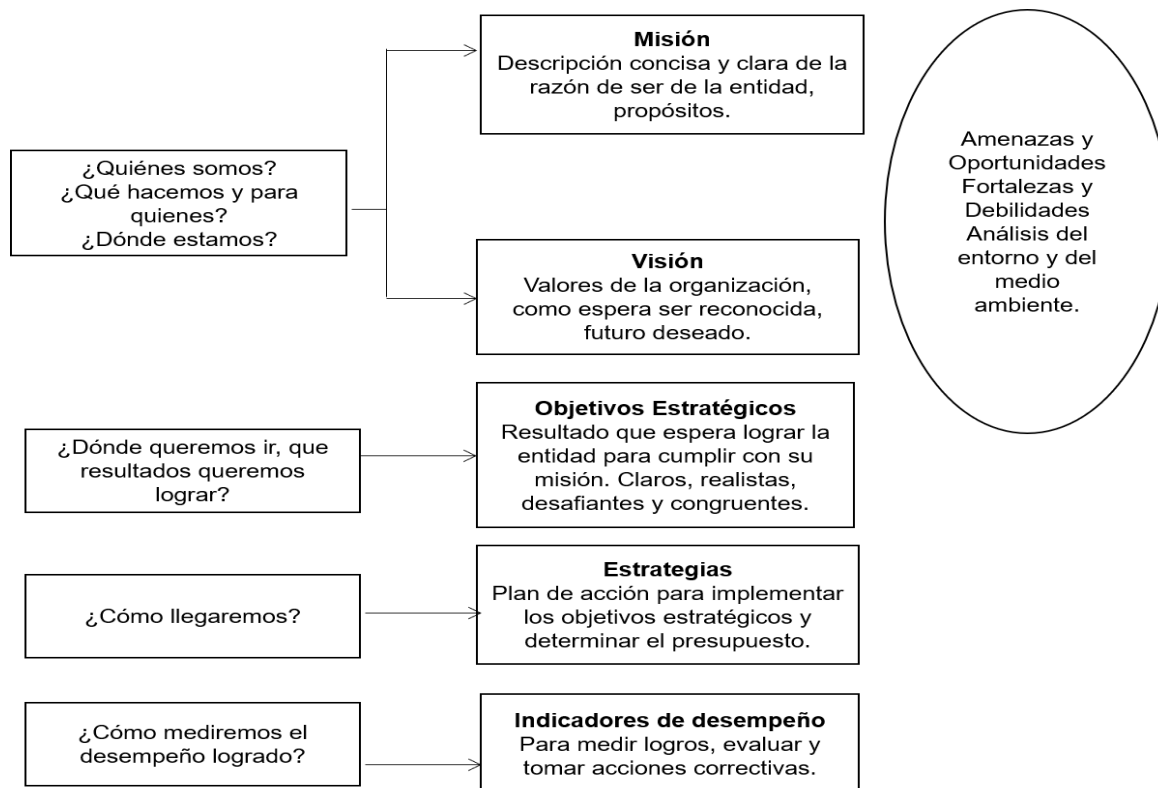 Misión
Descripción concisa y clara de la
razón de ser de la entidad,
propósitos.
¿Quiénes somos?
¿Qué hacemos y para
quienes?
¿Dónde estamos?
Visión
Valores de la organización,
como espera ser reconocida,
futuro deseado.
Amenazas y
Oportunidades
Fortalezas y
Debilidades
Análisis del
entorno y del
medio
ambiente.
¿Dónde queremos ir, que
resultados queremos
lograr?
Objetivos Estratégicos
Resultado que espera lograr la
entidad para cumplir con su
misión. Claros, realistas,
desafiantes y congruentes.
¿Cómo llegaremos?
Estrategias
Plan de acción para implementar
los objetivos estratégicos y
determinar el presupuesto.
¿Cómo mediremos el
desempeño logrado?
Indicadores de desempeño
Para medir logros, evaluar y
tomar acciones correctivas.